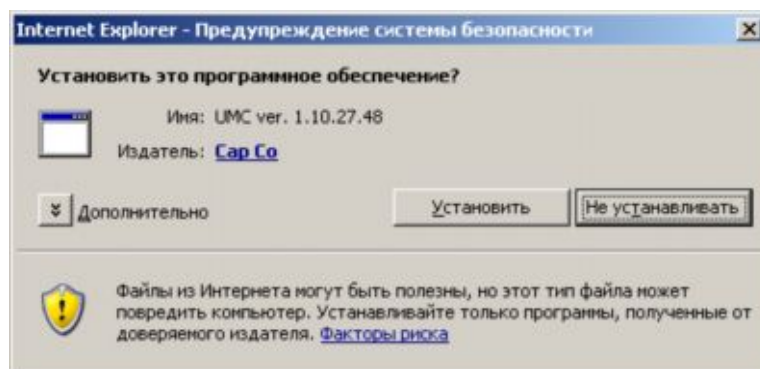 Internet Explorer - Предупреждение системы безопасности
Установить это программное обеспечение?
Имя: UMC ver. 1.10.27.48
Издатель: Cap Co
Дополнительно
Установить
Не устанавливать
Файлы из Интернета могут быть полезны, но этот тип файла может
повредить компьютер. Устанавливайте только программы, полученные от
доверяемого издателя. Факторы риска